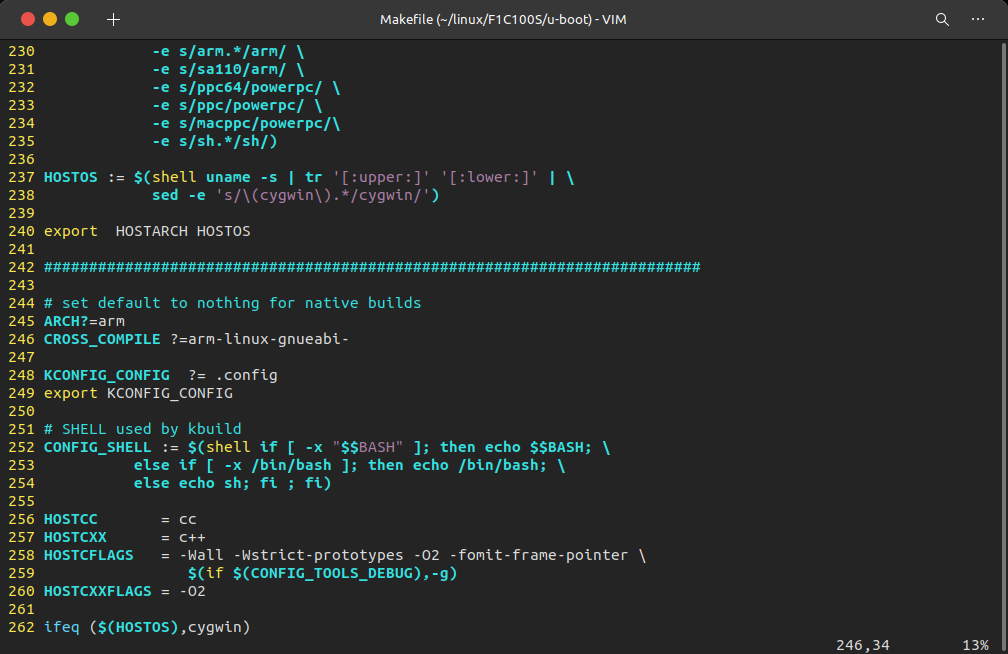 Makefile (~/linux/F1C100S/u-boot) - VIM
230              -e s/arm.*/arm/ \
231              -e s/sa110/arm/ \
232              -e s/ppc64/powerpc/ \
233              -e s/ppc/powerpc/ \
234              -e s/macppc/powerpc/\
235              -e s/sh.*/sh/)
236
237 HOSTOS := $(shell uname -s | tr '[:upper:]' '[:lower:]' | \
238             sed -e 's/\(cygwin\).*/cygwin/')
239
240 export  HOSTARCH HOSTOS
241
242 #########################################################################
243
244 # set default to nothing for native builds
245 ARCH?=arm
246 CROSS_COMPILE ?=arm-linux-gnueabi-
247
248 KCONFIG_CONFIG  ?= .config
249 export KCONFIG_CONFIG
250
251 # SHELL used by kbuild
252 CONFIG_SHELL := $(shell if [ -x "$$BASH" ]; then echo $$BASH; \
253           else if [ -x /bin/bash ]; then echo /bin/bash; \
254           else echo sh; fi ; fi)
255
256 HOSTCC       = cc
257 HOSTCXX      = c++
258 HOSTCFLAGS   = -Wall -Wstrict-prototypes -O2 -fomit-frame-pointer \
259                 $(if $(CONFIG_TOOLS_DEBUG),-g)
260 HOSTCXXFLAGS = -O2
261
262 ifeq ($(HOSTOS),cygwin)
246,34        13%